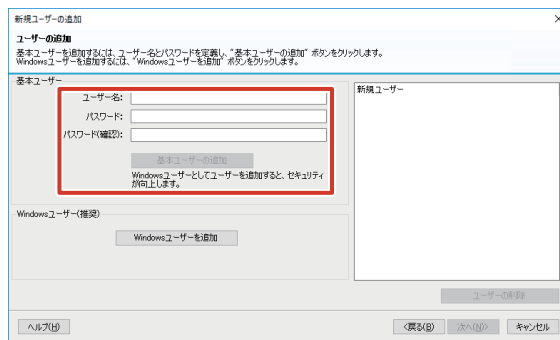 新規ユーザーの追加
ユーザーの追加
基本ユーザーを追加するには、ユーザー名とパスワードを定義し、"基本ユーザーの追加" ボタンをクリックします。
Windowsユーザーを追加するには、"Windowsユーザーを追加" ボタンをクリックします。
基本ユーザー
ユーザー名:
パスワード:
パスワード(確認):
基本ユーザーの追加
Windowsユーザーとしてユーザーを追加すると、セキュリティ
が向上します。
Windowsユーザー(推奨)
Windowsユーザーを追加
新規ユーザー
ユーザーの削除
ヘルプ(H)
<戻る(B)
次へ(N)>
キャンセル